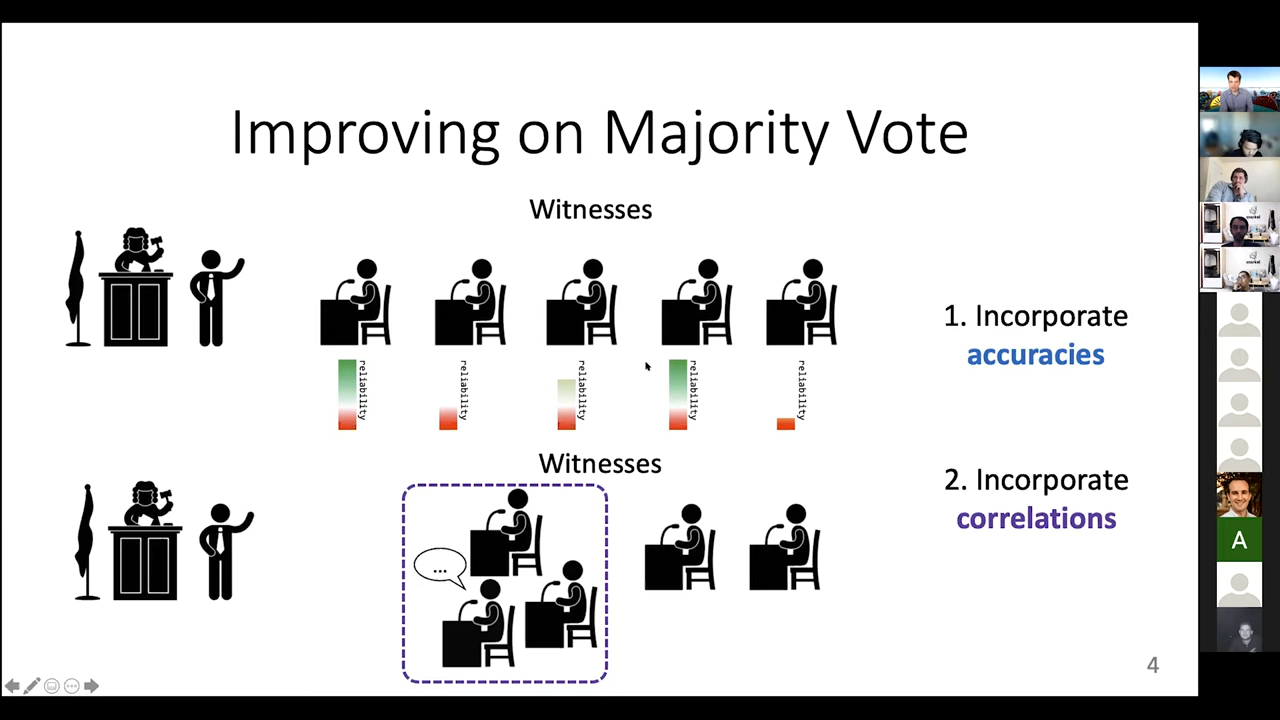 Improving on Majority Vote
Witnesses
1. Incorporate
accuracies
reliability
reliability
reliability
reliability
reliability
Witnesses
2. Incorporate
correlations
...
4
A